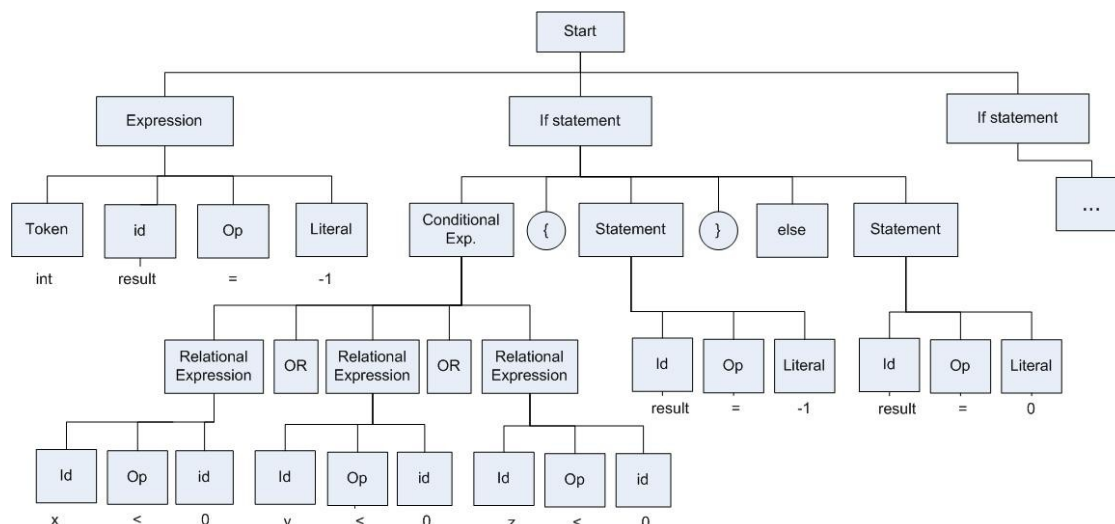 Start
Expression
If statement
If statement
Token
id
Op
Literal
Conditional
Exp.
{
Statement
}
else
Statement
...
int
result
=
-1
Relational
Expression
OR
Relational
Expression
OR
Relational
Expression
Id
Op
Literal
Id
Op
Literal
result
=
-1
result
=
0
Id
Op
id
Id
Op
id
Id
Op
id
x
<
0
y
<
0
z
<
0